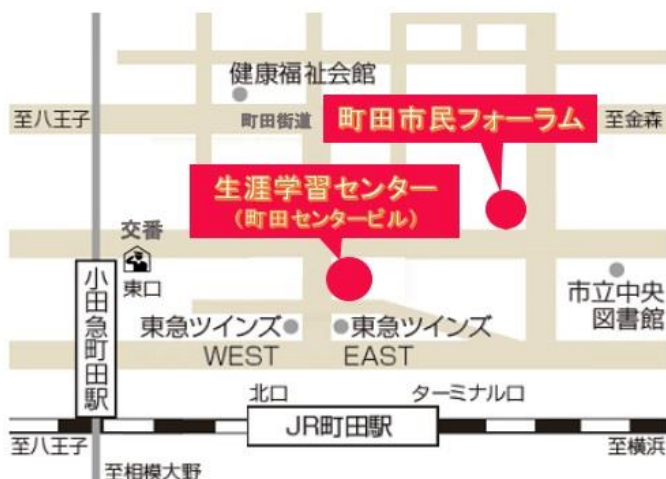 健康福祉会館
至八王子
町田街道
町田市民フォーラム
至金森
生涯学習センター
(町田センタービル)
交番
東口
小田急町田駅
市立中央
図書館
東急ツインズ
WEST
東急ツインズ
EAST
北口
ターミナル口
JR町田駅
至八王子
至横浜
至相模大野